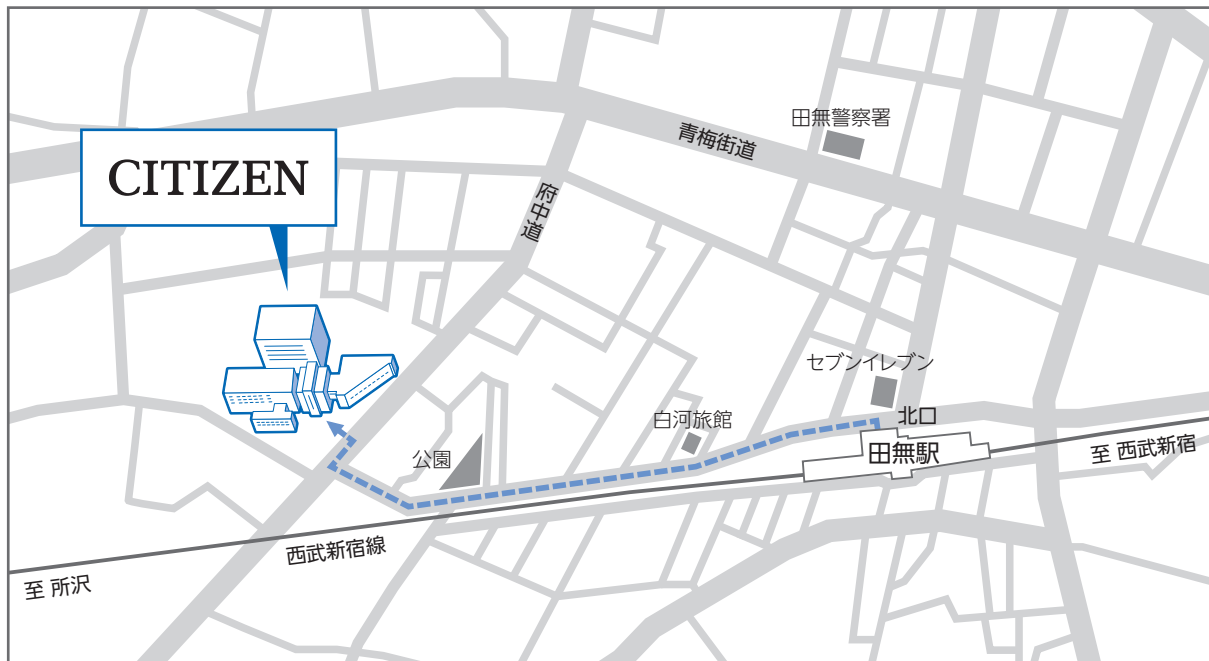 田無警察署
青梅街道
CITIZEN
府中道
セブンイレブン
白河旅館
北口
公園
田無駅
至 西武新宿
西武新宿線
至 所沢